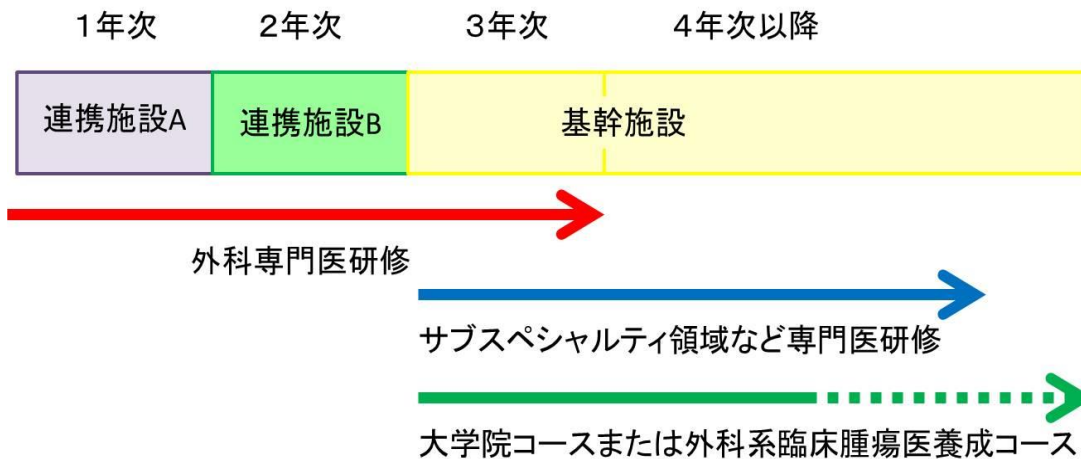 1年次 2年次 3年次 4年次以降
連携施設A 連携施設B 基幹施設
外科専門医研修
サブスペシャルティ領域など専門医研修
大学院コースまたは外科系臨床腫瘍医養成コース